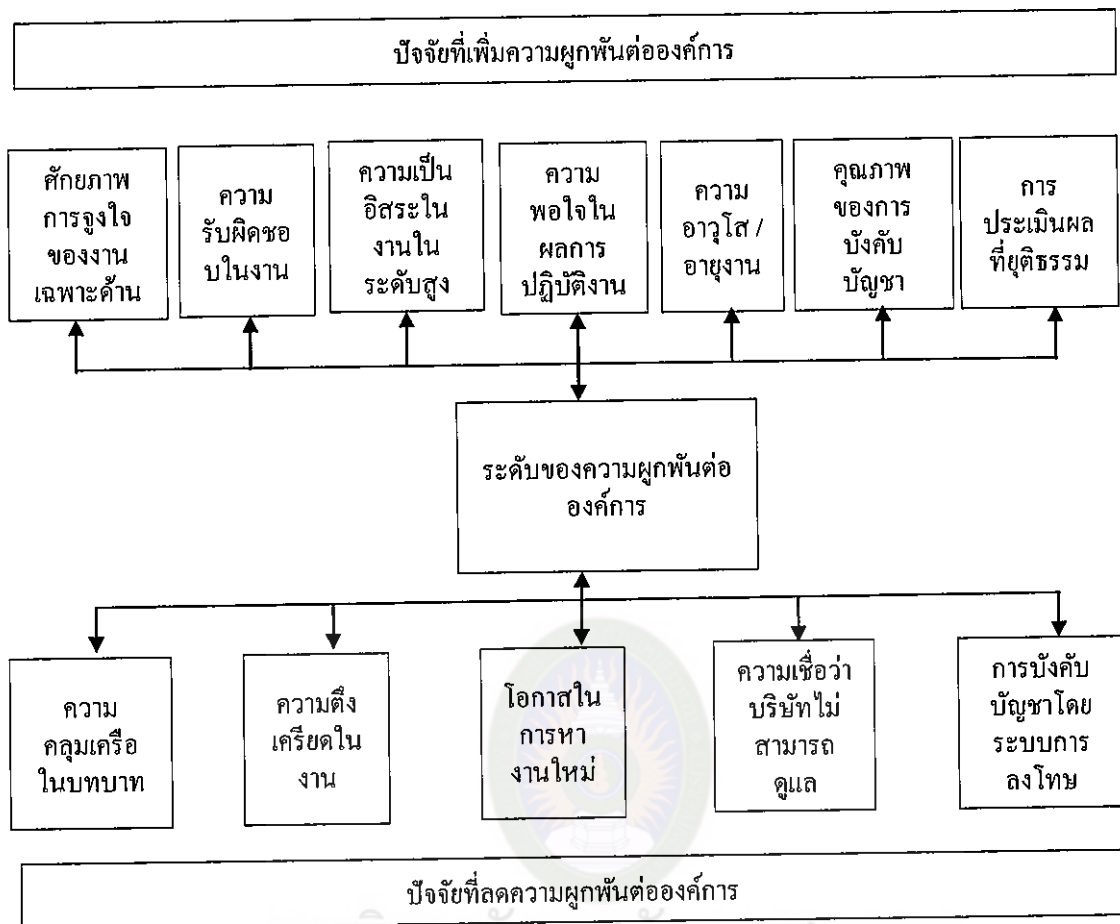 ปัจจัยที่เพิ่มความผูกพันต่อองค์การ
ศักยภาพ
การจูงใจ
ของงาน
เฉพาะด้าน
ความ
รับผิดชอ
บในงาน
ความเป็น
อิสระใน
งานใน
ระดับสูง
ความ
พอใจใน
ผลการ
ปฏิบัติงาน
ความ
อาวุโส /
อายุงาน
คุณภาพ
ของการ
บังคับ
บัญชา
การ
ประเมินผล
ที่ยุติธรรม
ระดับของความผูกพันต่อ
องค์การ
ความ
คลุมเครือ
ในบทบาท
ความตึง
เครียดใน
งาน
โอกาสใน
การหา
งานใหม่
ความเชื่อว่า
บริษัทไม่
สามารถ
ดูแล
การบังคับ
บัญชาโดย
ระบบการ
ลงโทษ
ปัจจัยที่ลดความผูกพันต่อองค์การ